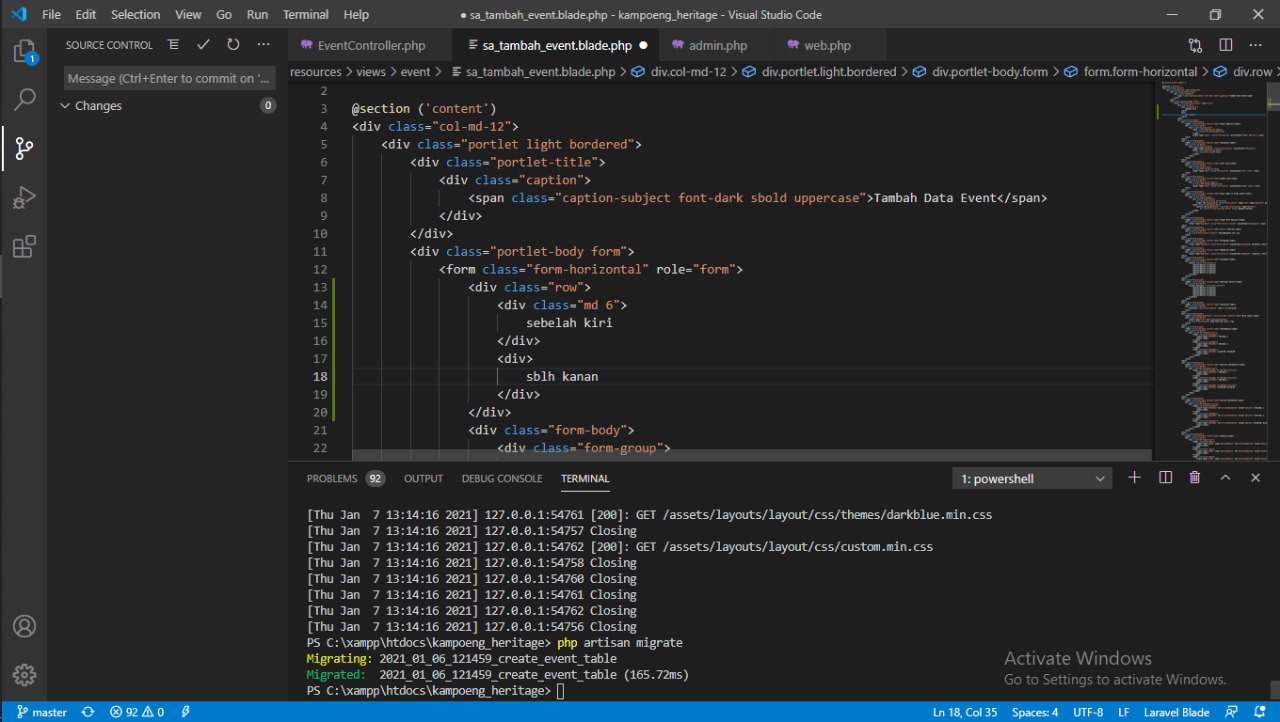 File Edit Selection View Go Run Terminal Help
● sa_tambah_event.blade.php - kampoeng_heritage - Visual Studio Code
SOURCE CONTROL
EventController.php
sa_tambah_event.blade.php ●
admin.php
web.php
1
Message (Ctrl+Enter to commit on '...
Changes 0
resources > views > event > sa_tambah_event.blade.php > div.col-md-12 > div.portlet.light.bordered > div.portlet-body.form > form.form-horizontal > div.row >
2
3 @section ('content')
4 <div class="col-md-12">
5 <div class="portlet light bordered">
6 <div class="portlet-title">
7 <div class="caption">
8 <span class="caption-subject font-dark sbold uppercase">Tambah Data Event</span>
9 </div>
10 </div>
11 <div class="portlet-body form">
12 <form class="form-horizontal" role="form">
13 <div class="row">
14 <div class="md 6">
15 sebelah kiri
16 </div>
17 <div>
18 sblh kanan
19 </div>
20 </div>
21 <div class="form-body">
22 <div class="form-group">
PROBLEMS 92 OUTPUT DEBUG CONSOLE TERMINAL 1: powershell
[Thu Jan  7 13:14:16 2021] 127.0.0.1:54761 [200]: GET /assets/layouts/layout/css/themes/darkblue.min.css
[Thu Jan  7 13:14:16 2021] 127.0.0.1:54757 Closing
[Thu Jan  7 13:14:16 2021] 127.0.0.1:54762 [200]: GET /assets/layouts/layout/css/custom.min.css
[Thu Jan  7 13:14:16 2021] 127.0.0.1:54758 Closing
[Thu Jan  7 13:14:16 2021] 127.0.0.1:54760 Closing
[Thu Jan  7 13:14:16 2021] 127.0.0.1:54761 Closing
[Thu Jan  7 13:14:16 2021] 127.0.0.1:54762 Closing
[Thu Jan  7 13:14:16 2021] 127.0.0.1:54756 Closing
PS C:\xampp\htdocs\kampoeng_heritage> php artisan migrate
Migrating: 2021_01_06_121459_create_event_table
Migrated:  2021_01_06_121459_create_event_table (165.72ms)
PS C:\xampp\htdocs\kampoeng_heritage>
Activate Windows
Go to Settings to activate Windows.
master 92 0 Ln 18, Col 35 Spaces: 4 UTF-8 LF Laravel Blade